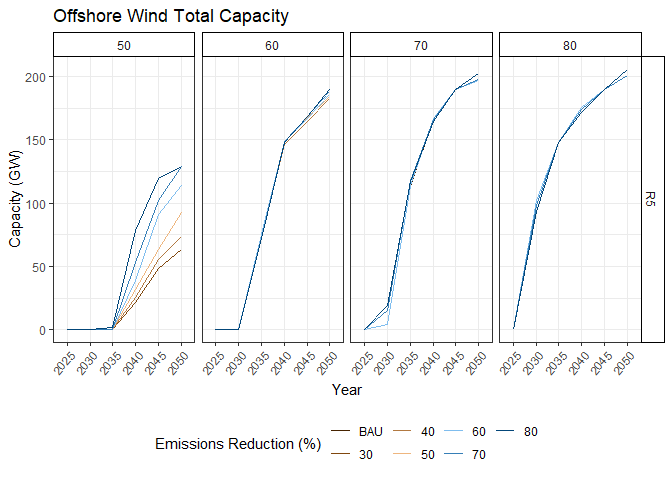 Offshore Wind Total Capacity
50 60 70 80
200
150
100
50
0
Capacity (GW)
R5
2025 2030 2035 2040 2045 2050 2025 2030 2035 2040 2045 2050 2025 2030 2035 2040 2045 2050 2025 2030 2035 2040 2045 2050
Year
Emissions Reduction (%)
BAU 40 60 80
30 50 70